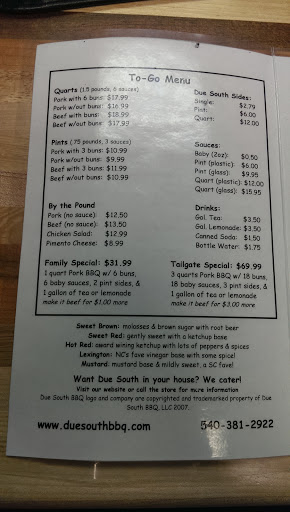 To-Go Menu
Quarts (1.5 pounds, 6 sauces)
Pork with 6 buns: $17.99
Pork w/out buns: $16.99
Beef with buns: $18.99
Beef w/out buns: $17.99
Pints (.75 pounds, 3 sauces)
Pork with 3 buns: $10.99
Pork w/out buns: $9.99
Beef with 3 buns: $11.99
Beef w/out buns: $10.99
By the Pound
Pork (no sauce): $12.50
Beef (no sauce): $13.50
Chicken Salad: $12.99
Pimento Cheese: $8.99
Due South Sides:
Single: $2.79
Pint: $6.00
Quart: $12.00
Sauces:
Baby (2oz): $0.50
Pint (plastic): $6.00
Pint (glass): $9.95
Quart (plastic): $12.00
Quart (glass): $15.95
Drinks:
Gal. Tea: $3.50
Gal. Lemonade: $3.50
Canned Soda: $1.50
Bottle Water: $1.75
Family Special: $31.99
1 quart Pork BBQ w/ 6 buns,
6 baby sauces, 2 pint sides, &
1 gallon of tea or lemonade
make it beef for $1.00 more
Tailgate Special: $69.99
3 quarts Pork BBQ w/ 18 buns,
18 baby sauces, 3 pint sides, &
1 gallon of tea or lemonade
make it beef for $3.00 more
Sweet Brown: molasses & brown sugar with root beer
Sweet Red: gently sweet with a ketchup base
Hot Red: award wining ketchup with lots of peppers & spices
Lexington: NC's fave vinegar base with some spice!
Mustard: mustard base & mildly sweet, a SC fave!
Want Due South in your house? We cater!
Visit our website or call the store for more information
Due South BBQ logo and company are copyrighted and trademarked property of Due
South BBQ, LLC 2007.
www.duesouthbbq.com 540-381-2922